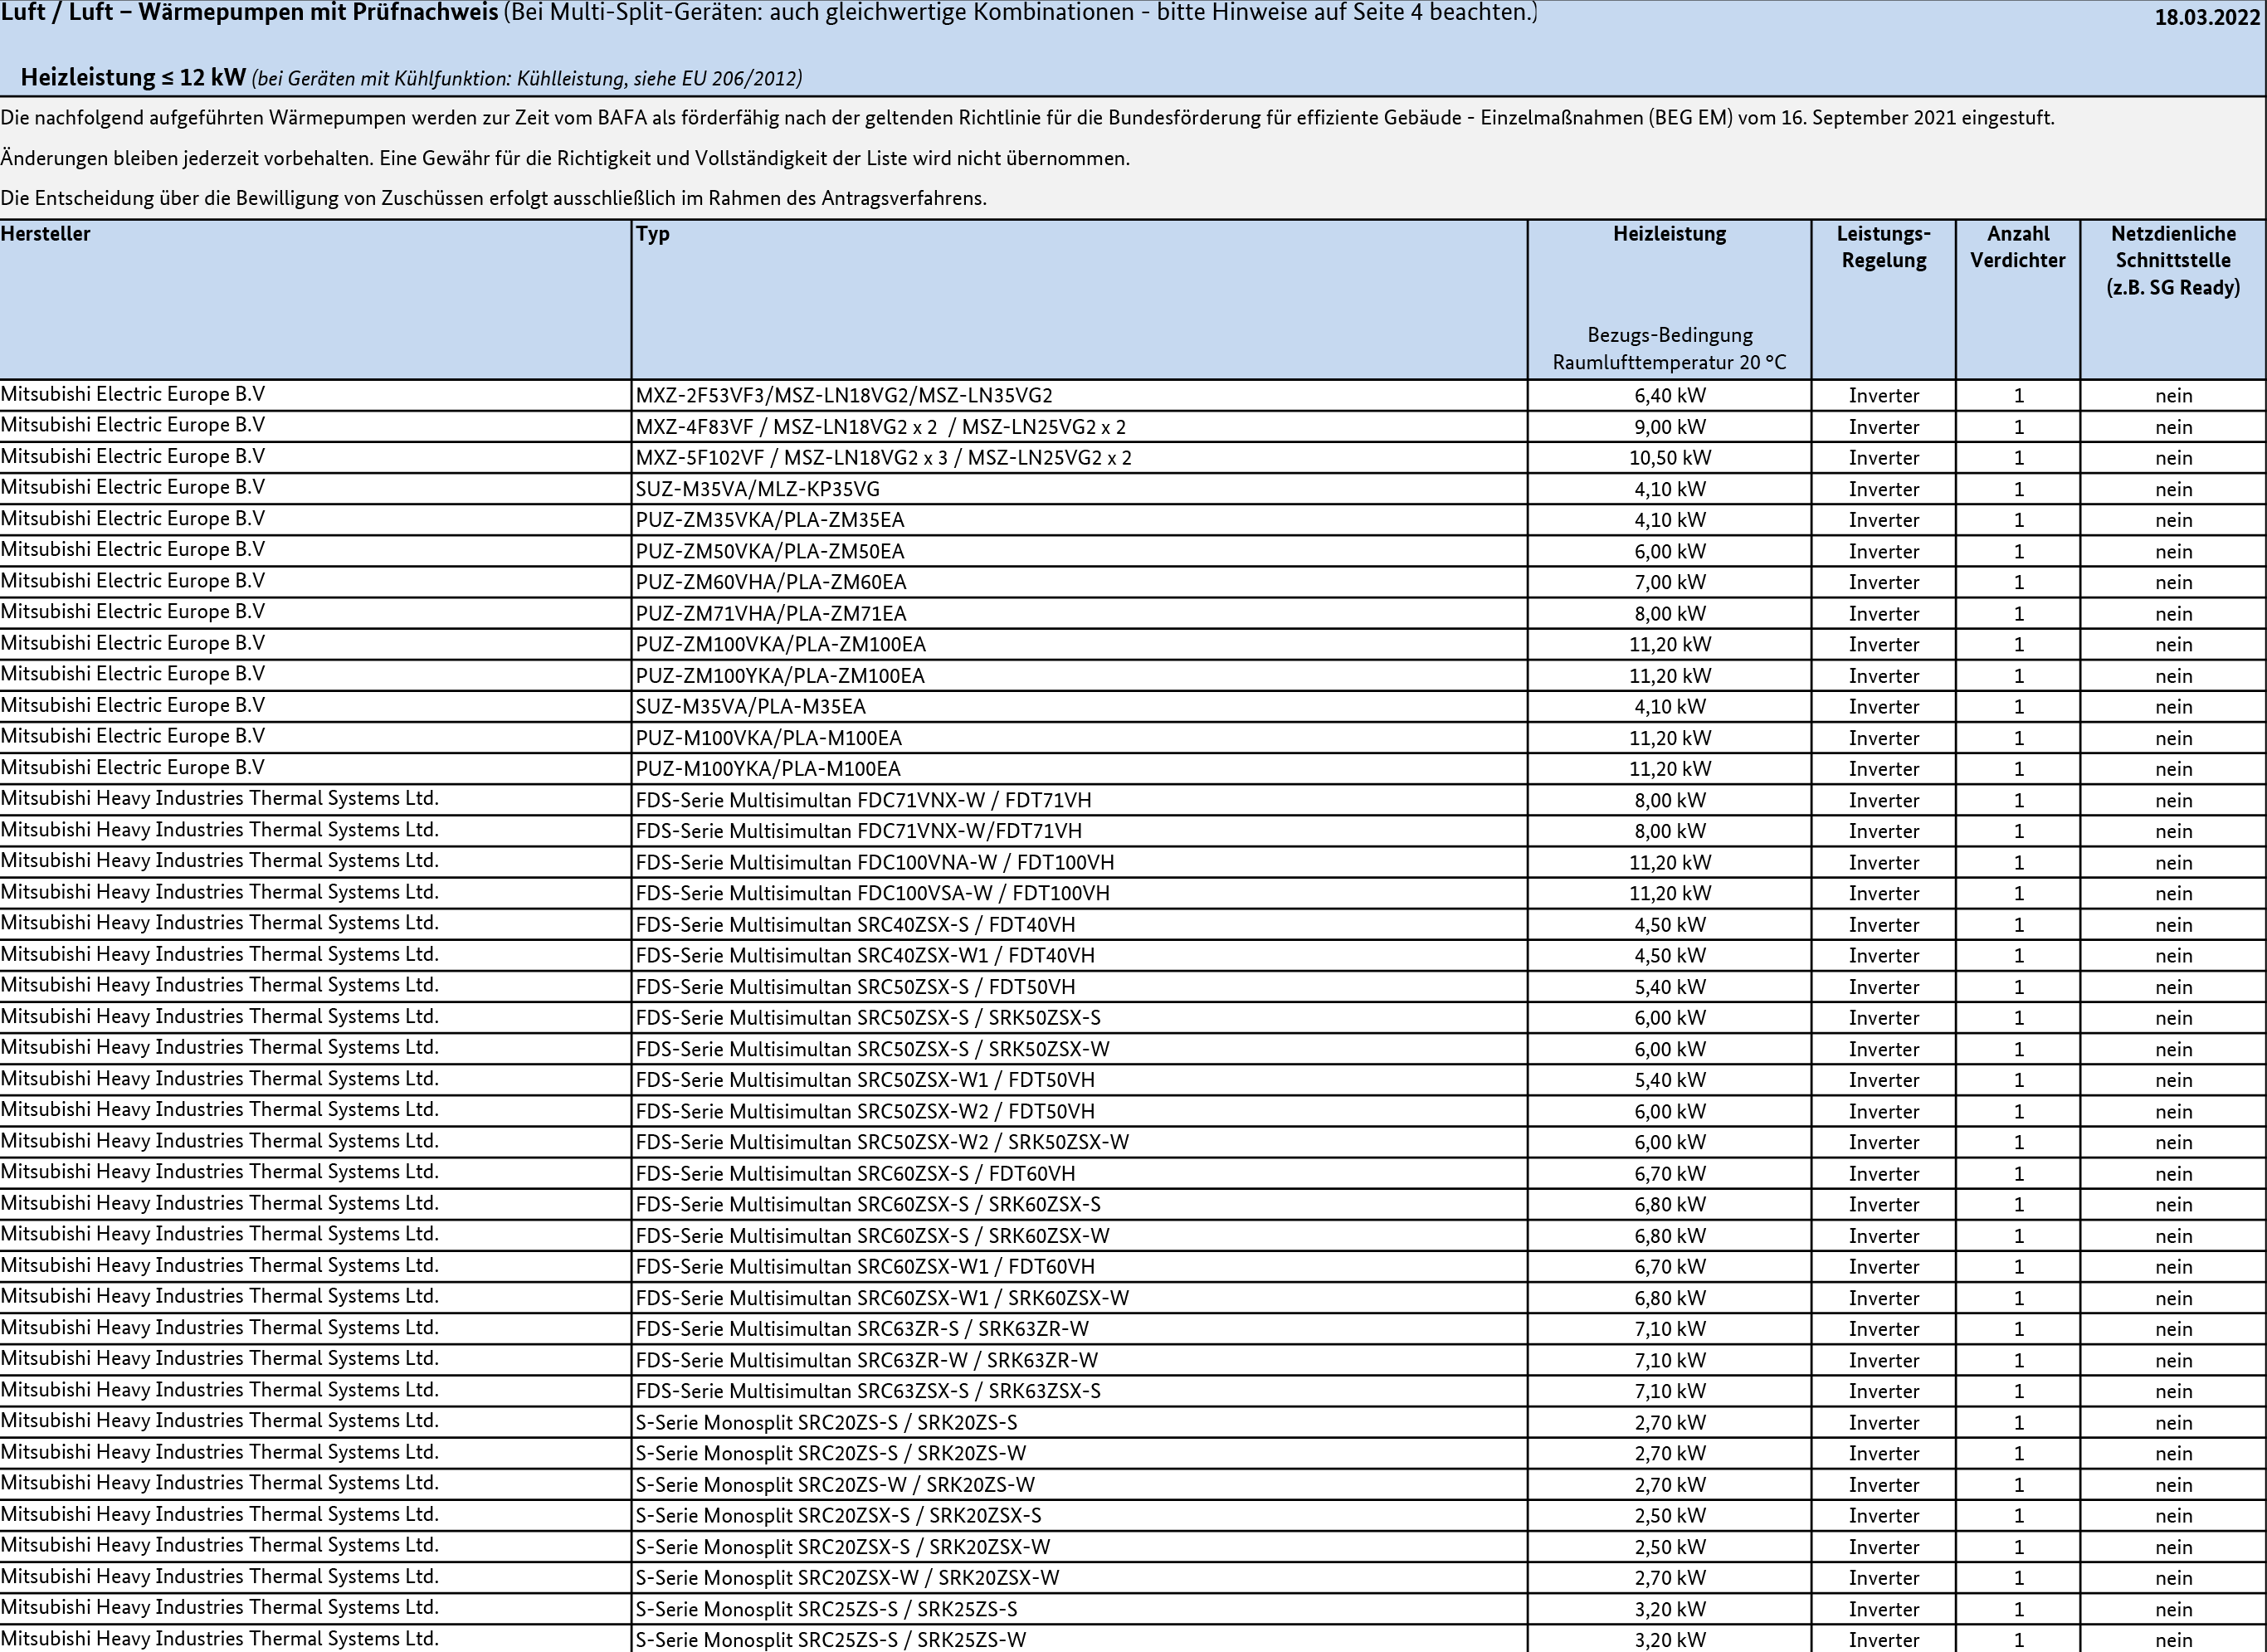 Luft / Luft – Wärmepumpen mit Prüfnachweis (Bei Multi-Split-Geräten: auch gleichwertige Kombinationen - bitte Hinweise auf Seite 4 beachten.) 18.03.2022
Heizleistung ≤ 12 kW (bei Geräten mit Kühlfunktion: Kühlleistung, siehe EU 206/2012)
Die nachfolgend aufgeführten Wärmepumpen werden zur Zeit vom BAFA als förderfähig nach der geltenden Richtlinie für die Bundesförderung für effiziente Gebäude - Einzelmaßnahmen (BEG EM) vom 16. September 2021 eingestuft.
Änderungen bleiben jederzeit vorbehalten. Eine Gewähr für die Richtigkeit und Vollständigkeit der Liste wird nicht übernommen.
Die Entscheidung über die Bewilligung von Zuschüssen erfolgt ausschließlich im Rahmen des Antragsverfahrens.
Hersteller Typ Heizleistung Leistungs- Anzahl Netzdienliche
Regelung Verdichter Schnittstelle
(z.B. SG Ready)
Bezugs-Bedingung
Raumlufttemperatur 20 °C
Mitsubishi Electric Europe B.V MXZ-2F53VF3/MSZ-LN18VG2/MSZ-LN35VG2 6,40 kW Inverter 1 nein
Mitsubishi Electric Europe B.V MXZ-4F83VF / MSZ-LN18VG2 x 2 / MSZ-LN25VG2 x 2 9,00 kW Inverter 1 nein
Mitsubishi Electric Europe B.V MXZ-5F102VF / MSZ-LN18VG2 x 3 / MSZ-LN25VG2 x 2 10,50 kW Inverter 1 nein
Mitsubishi Electric Europe B.V SUZ-M35VA/MLZ-KP35VG 4,10 kW Inverter 1 nein
Mitsubishi Electric Europe B.V PUZ-ZM35VKA/PLA-ZM35EA 4,10 kW Inverter 1 nein
Mitsubishi Electric Europe B.V PUZ-ZM50VKA/PLA-ZM50EA 6,00 kW Inverter 1 nein
Mitsubishi Electric Europe B.V PUZ-ZM60VHA/PLA-ZM60EA 7,00 kW Inverter 1 nein
Mitsubishi Electric Europe B.V PUZ-ZM71VHA/PLA-ZM71EA 8,00 kW Inverter 1 nein
Mitsubishi Electric Europe B.V PUZ-ZM100VKA/PLA-ZM100EA 11,20 kW Inverter 1 nein
Mitsubishi Electric Europe B.V PUZ-ZM100YKA/PLA-ZM100EA 11,20 kW Inverter 1 nein
Mitsubishi Electric Europe B.V SUZ-M35VA/PLA-M35EA 4,10 kW Inverter 1 nein
Mitsubishi Electric Europe B.V PUZ-M100VKA/PLA-M100EA 11,20 kW Inverter 1 nein
Mitsubishi Electric Europe B.V PUZ-M100YKA/PLA-M100EA 11,20 kW Inverter 1 nein
Mitsubishi Heavy Industries Thermal Systems Ltd. FDS-Serie Multisimultan FDC71VNX-W / FDT71VH 8,00 kW Inverter 1 nein
Mitsubishi Heavy Industries Thermal Systems Ltd. FDS-Serie Multisimultan FDC71VNX-W/FDT71VH 8,00 kW Inverter 1 nein
Mitsubishi Heavy Industries Thermal Systems Ltd. FDS-Serie Multisimultan FDC100VNA-W / FDT100VH 11,20 kW Inverter 1 nein
Mitsubishi Heavy Industries Thermal Systems Ltd. FDS-Serie Multisimultan FDC100VSA-W / FDT100VH 11,20 kW Inverter 1 nein
Mitsubishi Heavy Industries Thermal Systems Ltd. FDS-Serie Multisimultan SRC40ZSX-S / FDT40VH 4,50 kW Inverter 1 nein
Mitsubishi Heavy Industries Thermal Systems Ltd. FDS-Serie Multisimultan SRC40ZSX-W1 / FDT40VH 4,50 kW Inverter 1 nein
Mitsubishi Heavy Industries Thermal Systems Ltd. FDS-Serie Multisimultan SRC50ZSX-S / FDT50VH 5,40 kW Inverter 1 nein
Mitsubishi Heavy Industries Thermal Systems Ltd. FDS-Serie Multisimultan SRC50ZSX-S / SRK50ZSX-S 6,00 kW Inverter 1 nein
Mitsubishi Heavy Industries Thermal Systems Ltd. FDS-Serie Multisimultan SRC50ZSX-S / SRK50ZSX-W 6,00 kW Inverter 1 nein
Mitsubishi Heavy Industries Thermal Systems Ltd. FDS-Serie Multisimultan SRC50ZSX-W1 / FDT50VH 5,40 kW Inverter 1 nein
Mitsubishi Heavy Industries Thermal Systems Ltd. FDS-Serie Multisimultan SRC50ZSX-W2 / FDT50VH 6,00 kW Inverter 1 nein
Mitsubishi Heavy Industries Thermal Systems Ltd. FDS-Serie Multisimultan SRC50ZSX-W2 / SRK50ZSX-W 6,00 kW Inverter 1 nein
Mitsubishi Heavy Industries Thermal Systems Ltd. FDS-Serie Multisimultan SRC60ZSX-S / FDT60VH 6,70 kW Inverter 1 nein
Mitsubishi Heavy Industries Thermal Systems Ltd. FDS-Serie Multisimultan SRC60ZSX-S / SRK60ZSX-S 6,80 kW Inverter 1 nein
Mitsubishi Heavy Industries Thermal Systems Ltd. FDS-Serie Multisimultan SRC60ZSX-S / SRK60ZSX-W 6,80 kW Inverter 1 nein
Mitsubishi Heavy Industries Thermal Systems Ltd. FDS-Serie Multisimultan SRC60ZSX-W1 / FDT60VH 6,70 kW Inverter 1 nein
Mitsubishi Heavy Industries Thermal Systems Ltd. FDS-Serie Multisimultan SRC60ZSX-W1 / SRK60ZSX-W 6,80 kW Inverter 1 nein
Mitsubishi Heavy Industries Thermal Systems Ltd. FDS-Serie Multisimultan SRC63ZR-S / SRK63ZR-W 7,10 kW Inverter 1 nein
Mitsubishi Heavy Industries Thermal Systems Ltd. FDS-Serie Multisimultan SRC63ZR-W / SRK63ZR-W 7,10 kW Inverter 1 nein
Mitsubishi Heavy Industries Thermal Systems Ltd. FDS-Serie Multisimultan SRC63ZSX-S / SRK63ZSX-S 7,10 kW Inverter 1 nein
Mitsubishi Heavy Industries Thermal Systems Ltd. S-Serie Monosplit SRC20ZS-S / SRK20ZS-S 2,70 kW Inverter 1 nein
Mitsubishi Heavy Industries Thermal Systems Ltd. S-Serie Monosplit SRC20ZS-S / SRK20ZS-W 2,70 kW Inverter 1 nein
Mitsubishi Heavy Industries Thermal Systems Ltd. S-Serie Monosplit SRC20ZS-W / SRK20ZS-W 2,70 kW Inverter 1 nein
Mitsubishi Heavy Industries Thermal Systems Ltd. S-Serie Monosplit SRC20ZSX-S / SRK20ZSX-S 2,50 kW Inverter 1 nein
Mitsubishi Heavy Industries Thermal Systems Ltd. S-Serie Monosplit SRC20ZSX-S / SRK20ZSX-W 2,50 kW Inverter 1 nein
Mitsubishi Heavy Industries Thermal Systems Ltd. S-Serie Monosplit SRC20ZSX-W / SRK20ZSX-W 2,70 kW Inverter 1 nein
Mitsubishi Heavy Industries Thermal Systems Ltd. S-Serie Monosplit SRC25ZS-S / SRK25ZS-S 3,20 kW Inverter 1 nein
Mitsubishi Heavy Industries Thermal Systems Ltd. S-Serie Monosplit SRC25ZS-S / SRK25ZS-W 3,20 kW Inverter 1 nein